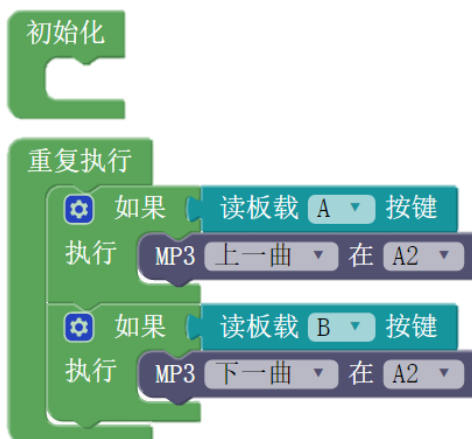 初始化
重复执行
如果 读板载 A 按键
执行 MP3 上一曲 在 A2
如果 读板载 B 按键
执行 MP3 下一曲 在 A2